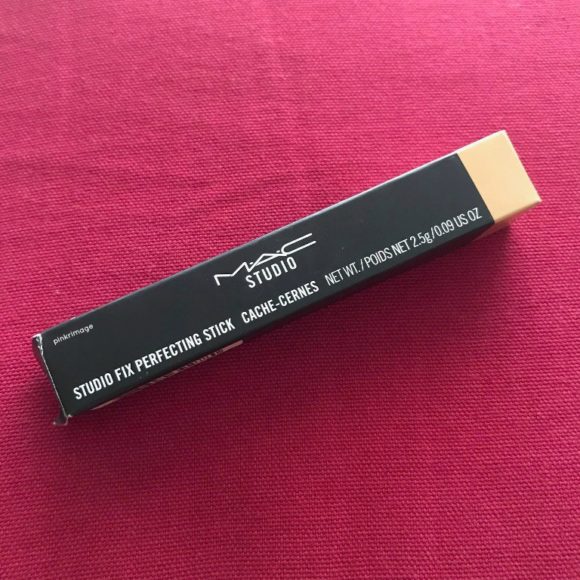 MAC
STUDIO
STUDIO FIX PERFECTING STICK CACHE-CERNES NET WT./POIDS NET 2.5g/0.09 US OZ
pinkrimage